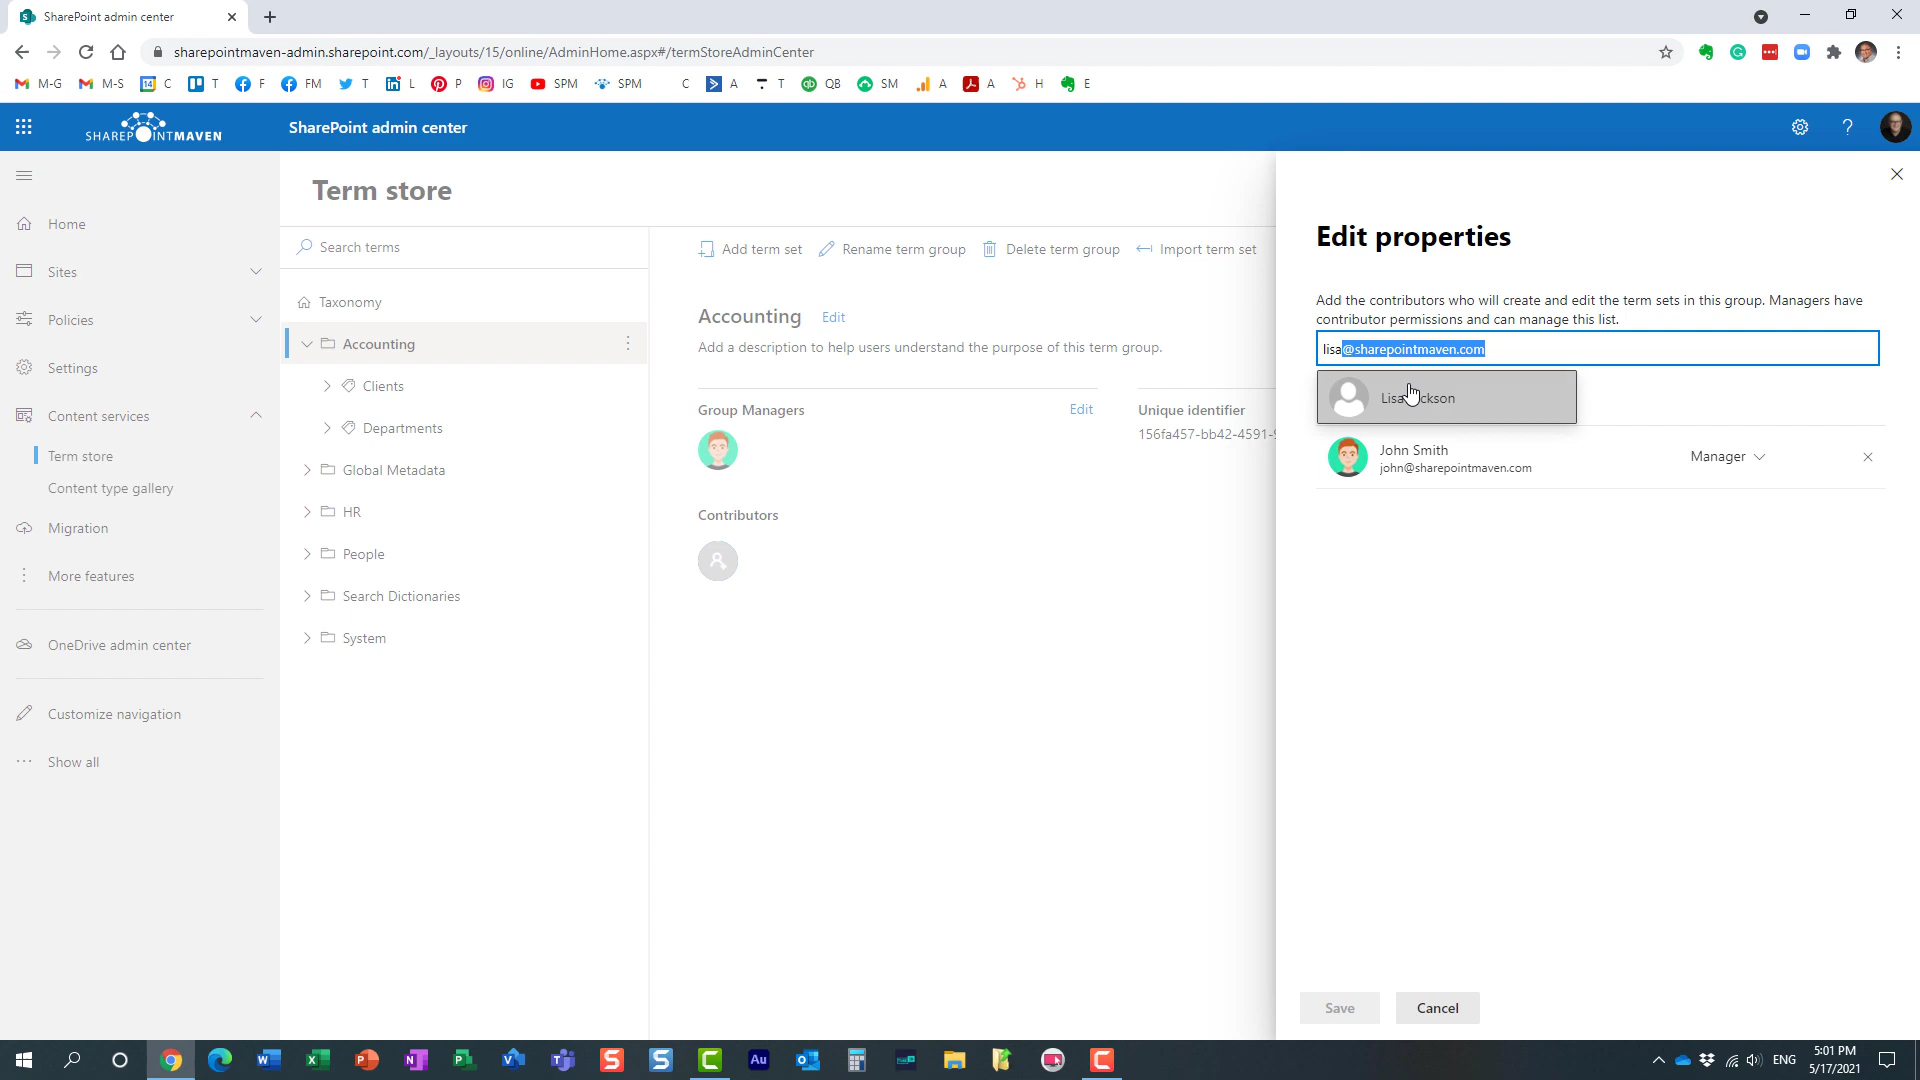 SharePoint admin center
sharepointmaven-admin.sharepoint.com/_layouts/15/online/AdminHome.aspx#/termStoreAdminCenter
M-G M-S C T F FM T L P IG SPM SPM C A T QB SM A A H E
SHAREPOINTMAVEN SharePoint admin center
Home
Sites
Policies
Settings
Content services
Term store
Content type gallery
Migration
More features
OneDrive admin center
Customize navigation
Show all
Term store
Search terms
Taxonomy
Accounting
Clients
Departments
Global Metadata
HR
People
Search Dictionaries
System
Add term set Rename term group Delete term group Import term set
Accounting Edit
Add a description to help users understand the purpose of this term group.
Group Managers Edit
Unique identifier
156fa457-bb42-4591-
Contributors
Edit properties
Add the contributors who will create and edit the term sets in this group. Managers have
contributor permissions and can manage this list.
lisa@sharepointmaven.com
John Smith
john@sharepointmaven.com
Manager
Save Cancel
ENG
5:01 PM
5/17/2021